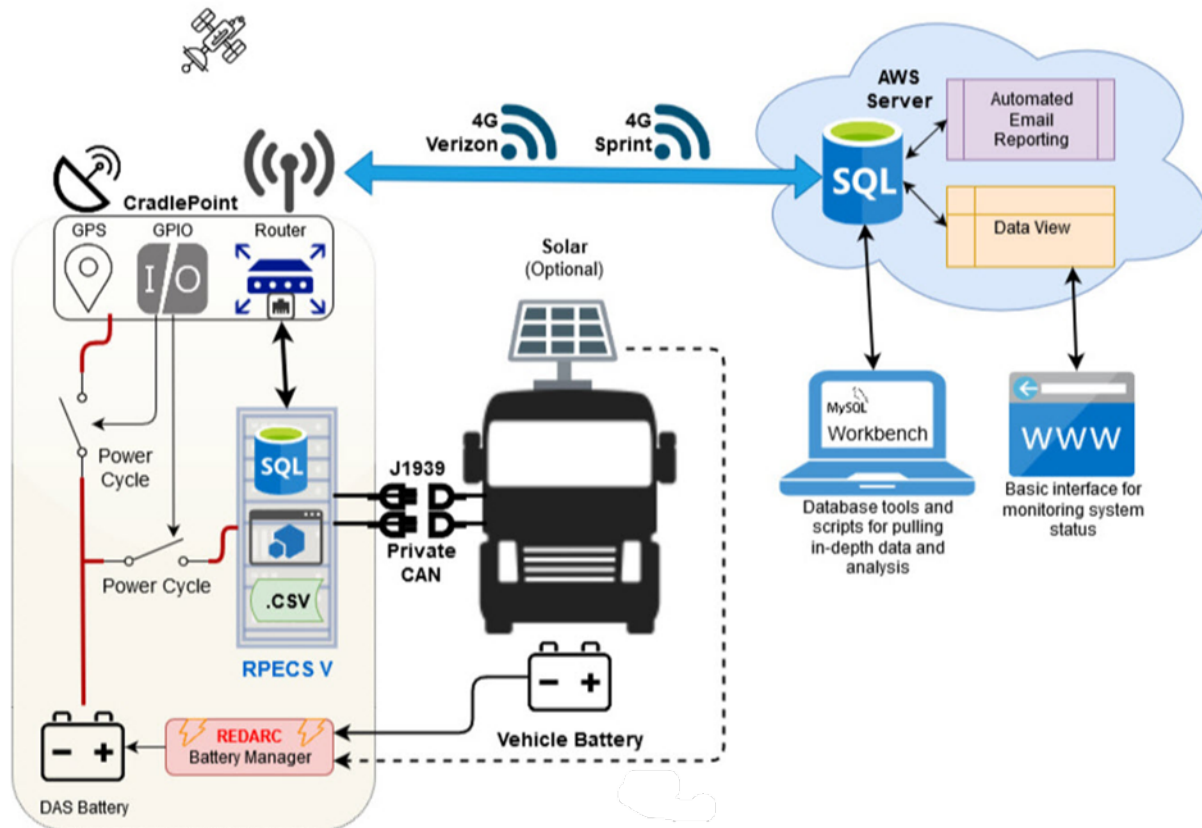 AWS
Server
Automated
Email
Reporting
4G
Verizon
4G
Sprint
SQL
Data View
CradlePoint
GPS
GPIO
Router
I/O
Solar
(Optional)
MySQL
Workbench
WWW
Power
Cycle
SQL
J1939
Database tools and
scripts for pulling
in-depth data and
analysis
Basic interface for
monitoring system
status
Private
CAN
Power Cycle
.CSV
RPECS V
REDARC
Battery Manager
Vehicle Battery
DAS Battery